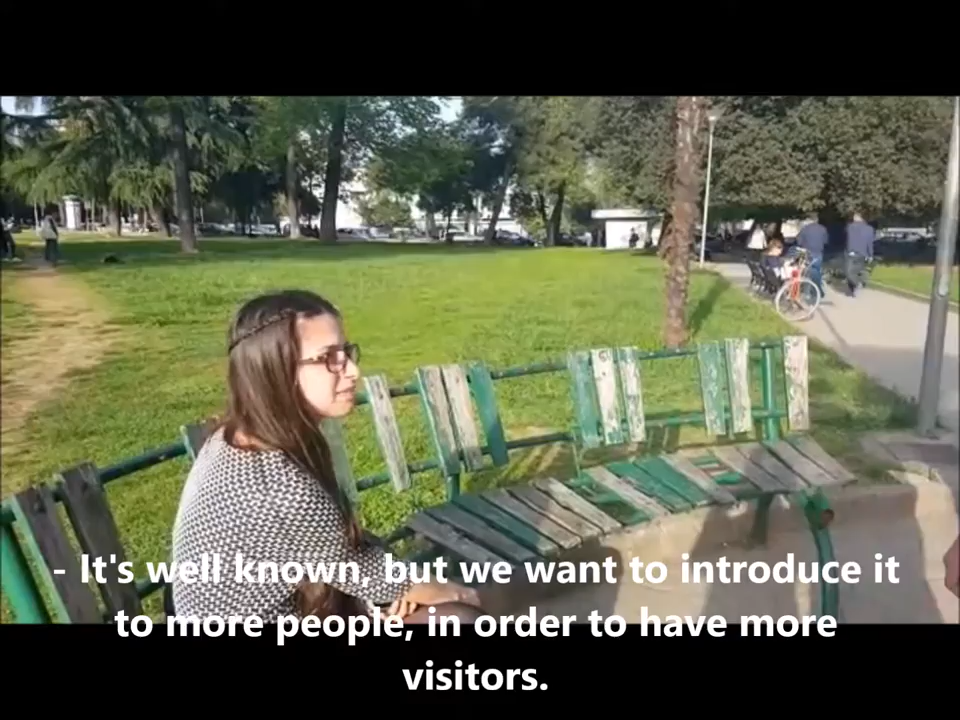 - It's well known, but we want to introduce it
to more people, in order to have more
visitors.